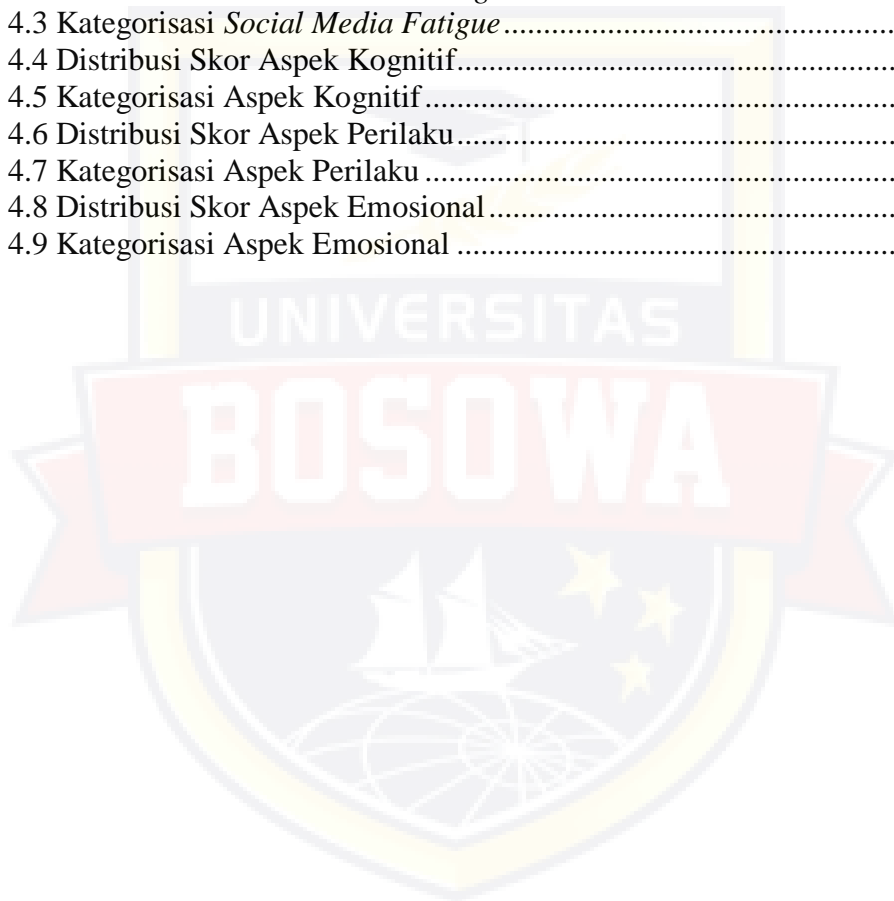 4.3 Kategorisasi Social Media Fatigue
4.4 Distribusi Skor Aspek Kognitif
4.5 Kategorisasi Aspek Kognitif
4.6 Distribusi Skor Aspek Perilaku
4.7 Kategorisasi Aspek Perilaku
4.8 Distribusi Skor Aspek Emosional
4.9 Kategorisasi Aspek Emosional
UNIVERSITAS
BOSOWA